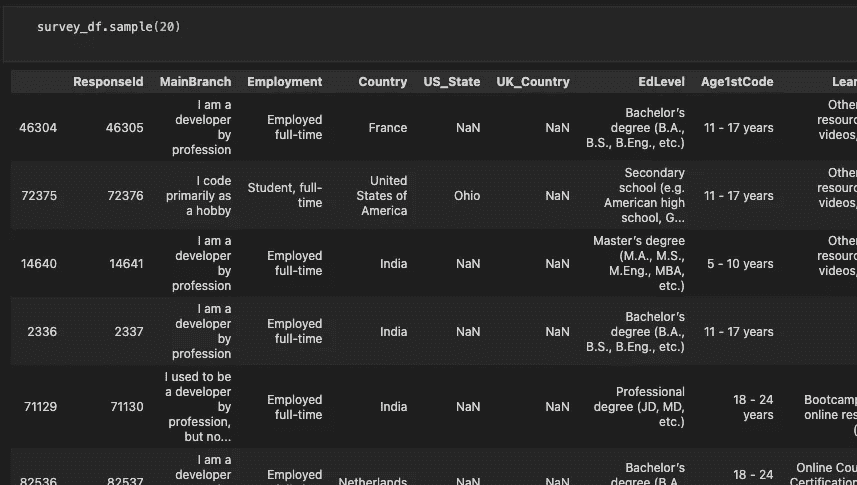 survey_df.sample(20)
ResponseId MainBranch Employment Country US_State UK_Country EdLevel Age1stCode Lear
46304 46305 I am a developer by profession Employed full-time France NaN NaN Bachelor’s degree (B.A., B.S., B.Eng., etc.) 11 - 17 years Othe resourc videos,
72375 72376 I code primarily as a hobby Student, full-time United States of America Ohio NaN Secondary school (e.g. American high school, G... 11 - 17 years Othe resourc videos,
14640 14641 I am a developer by profession Employed full-time India NaN NaN Master’s degree (M.A., M.S., M.Eng., MBA, etc.) 5 - 10 years Othe resourc videos,
2336 2337 I am a developer by profession Employed full-time India NaN NaN Bachelor’s degree (B.A., B.S., B.Eng., etc.) 11 - 17 years
71129 71130 I used to be a developer by profession, but no... Employed full-time India NaN NaN Professional degree (JD, MD, etc.) 18 - 24 years Bootcamp online res (
82536 82537 I am a developer Employed Netherlands NaN NaN Bachelor’s degree (B.A. 18 - 24 Online Cou Certification